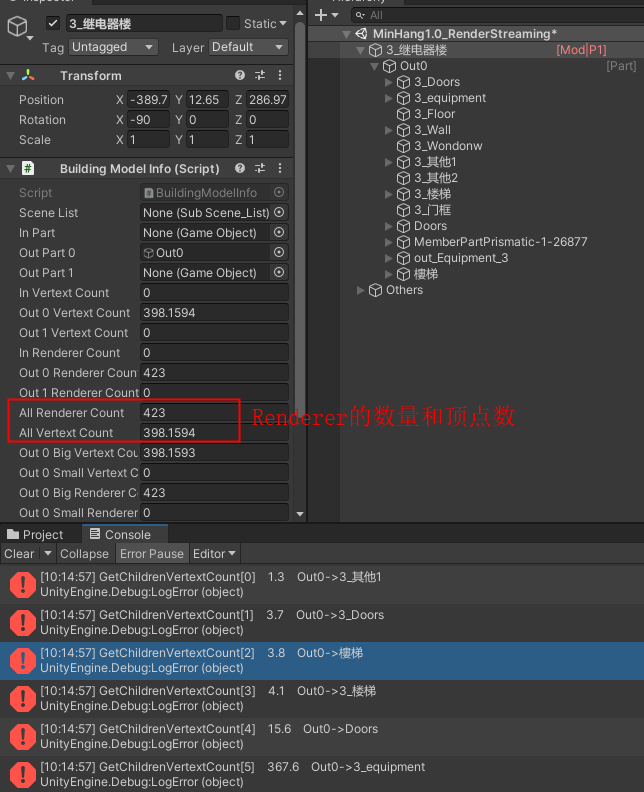 3_继电器楼
Static
Tag Untagged Layer Default
Transform
Position X -389.7 Y 12.65 Z 286.97
Rotation X -90 Y 0 Z 0
Scale X 1 Y 1 Z 1
# Building Model Info (Script)
Script # BuildingModelInfo
Scene List None (Sub Scene_List)
In Part None (Game Object)
Out Part 0 Out0
Out Part 1 None (Game Object)
In Vertext Count 0
Out 0 Vertext Count 398.1594
Out 1 Vertext Count 0
In Renderer Count 0
Out 0 Renderer Coun 423
Out 1 Renderer Count 0
All Renderer Count 423
All Vertext Count 398.1594
Out 0 Big Vertext Cou 398.1593
Out 0 Small Vertext C 0
Out 0 Big Renderer C 423
Out 0 Small Renderer 0
Renderer的数量和顶点数
All
MinHang1.0_RenderStreaming*
3_继电器楼 [Mod|P1]
Out0 [Part]
3_Doors
3_equipment
3_Floor
3_Wall
3_Wondonw
3_其他1
3_其他2
3_楼梯
3_门框
Doors
MemberPartPrismatic-1-26877
out_Equipment_3
樓梯
Others
Project Console
Clear Collapse Error Pause Editor
[10:14:57] GetChildrenVertextCount[0] 1.3 Out0->3_其他1
UnityEngine.Debug:LogError (object)
[10:14:57] GetChildrenVertextCount[1] 3.7 Out0->3_Doors
UnityEngine.Debug:LogError (object)
[10:14:57] GetChildrenVertextCount[2] 3.8 Out0->樓梯
UnityEngine.Debug:LogError (object)
[10:14:57] GetChildrenVertextCount[3] 4.1 Out0->3_楼梯
UnityEngine.Debug:LogError (object)
[10:14:57] GetChildrenVertextCount[4] 15.6 Out0->Doors
UnityEngine.Debug:LogError (object)
[10:14:57] GetChildrenVertextCount[5] 367.6 Out0->3_equipment
UnityEngine.Debug:LogError (object)